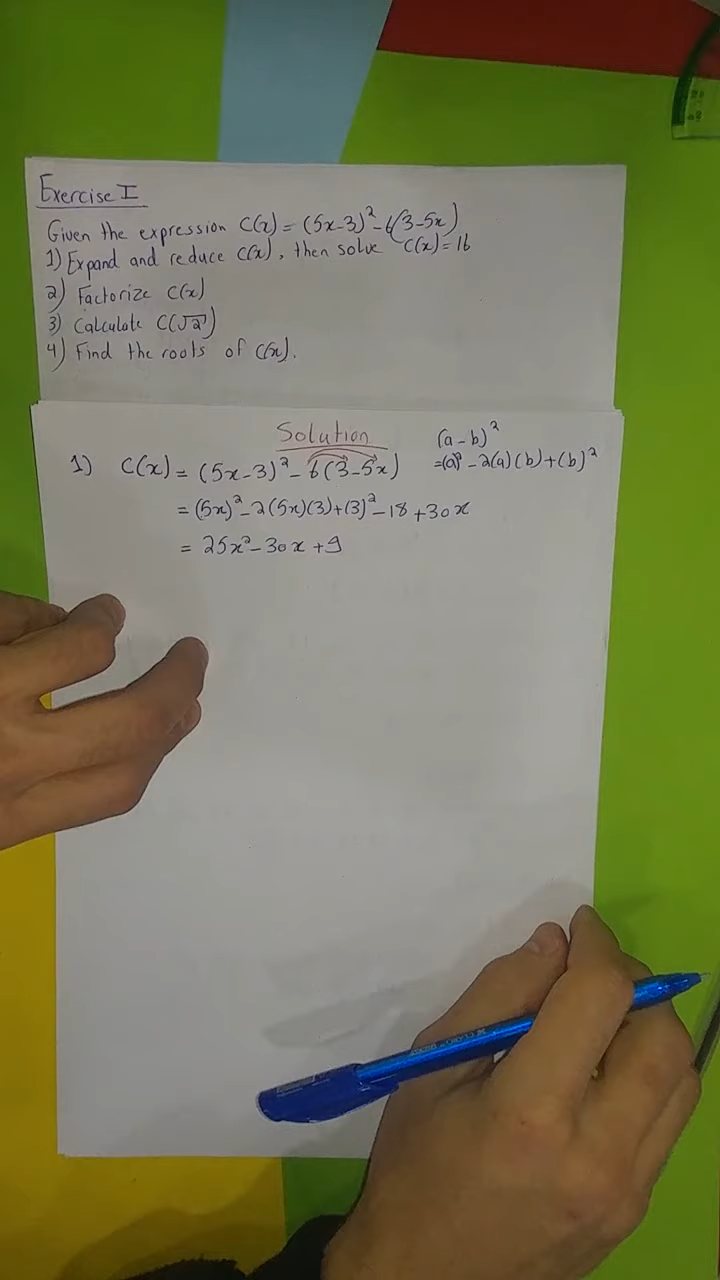 Exercise I
Given the expression C(x) = (5x-3)² - 6(3-5x)
1) Expand and reduce C(x), then solve C(x)=16
2) Factorize C(x)
3) Calculate C(√2)
4) Find the roots of C(x).
Solution
(a-b)²
=(a)² - 2(a)(b)+(b)²
1) C(x) = (5x-3)² - 6(3-5x)
= (5x)² - 2(5x)(3)+(3)² - 18 + 30x
= 25x² - 30x + 9